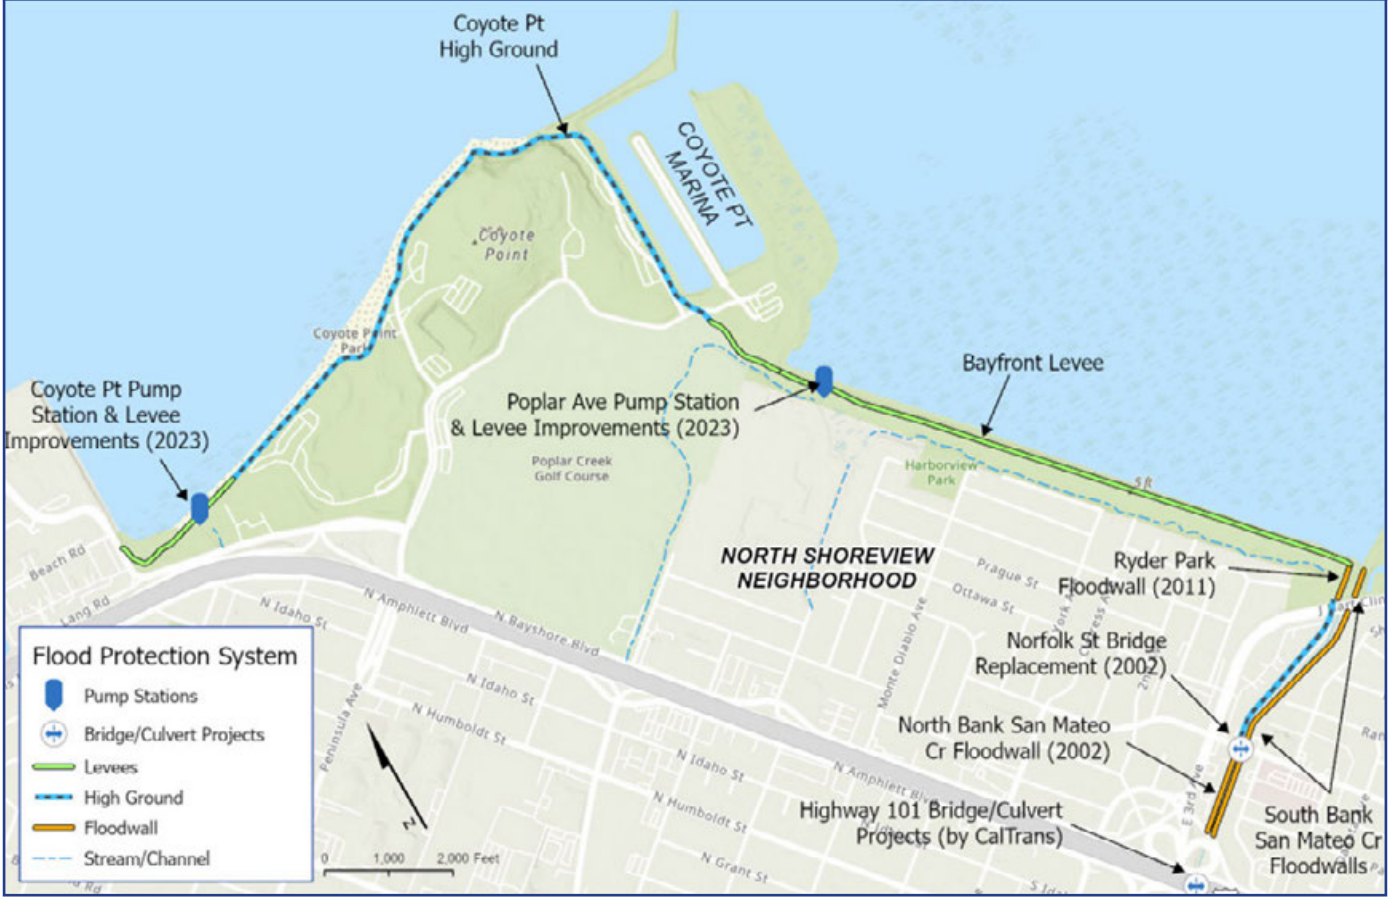 Coyote Pt
High Ground
COYOTE PT
MARINA
Coyote
Point
Coyote Point
Park
Coyote Pt Pump
Station & Levee
Improvements (2023)
Poplar Ave Pump Station
& Levee Improvements (2023)
Bayfront Levee
Poplar Creek
Golf Course
Harborview
Park
5 ft
NORTH SHOREVIEW
NEIGHBORHOOD
Ryder Park
Floodwall (2011)
Prague St
Ottawa St
Beach Rd
Lang Rd
N Idaho St
N Amphlett Blvd
N Bayshore Blvd
Monte Diablo Ave
Norfolk St Bridge
Replacement (2002)
North Bank San Mateo
Cr Floodwall (2002)
Highway 101 Bridge/Culvert
Projects (by CalTrans)
South Bank
San Mateo Cr
Floodwalls
E 3rd Ave
Peninsula Ave
N Idaho St
N Humboldt St
N Idaho St
N Amphlett Blv
N Humboldt St
N Grant St
S Id
Flood Protection System
Pump Stations
Bridge/Culvert Projects
Levees
High Ground
Floodwall
Stream/Channel
N
0 1,000 2,000 Feet